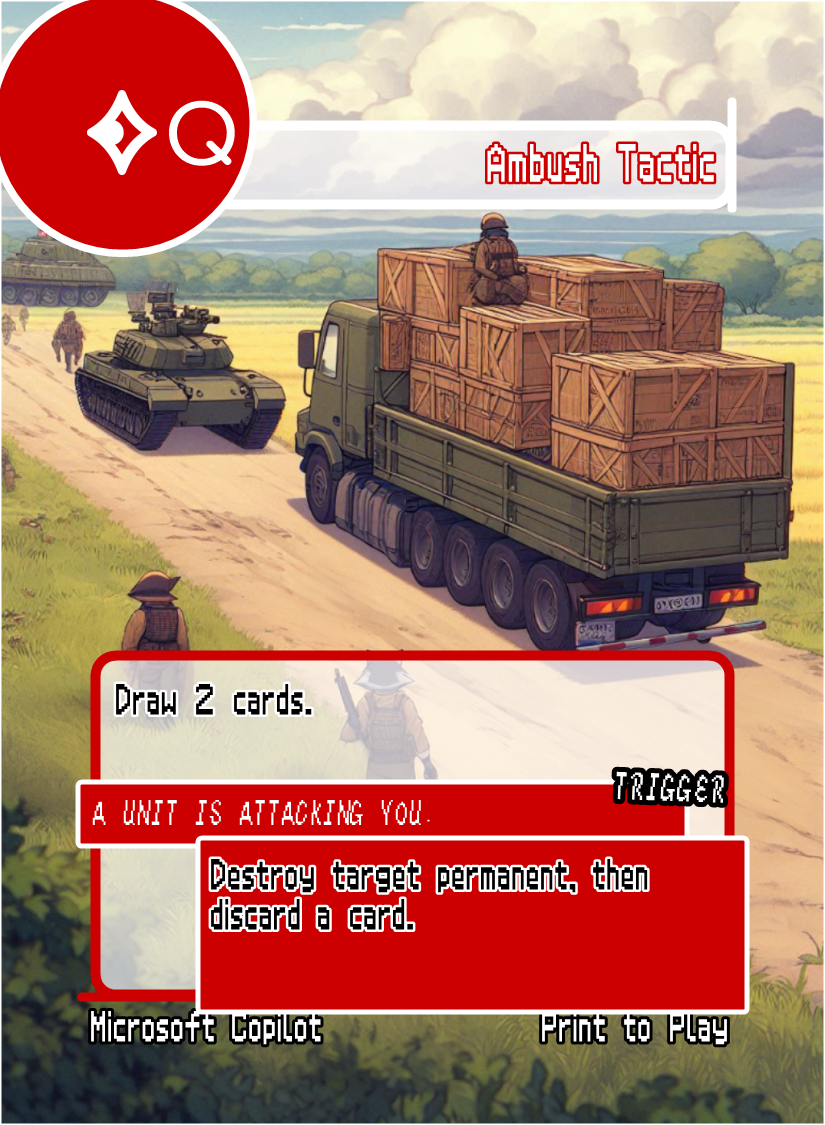 Q
Ambush Tactic
Draw 2 cards.
TRIGGER
A UNIT IS ATTACKING YOU.
Destroy target permanent, then
discard a card.
Microsoft Copilot
Print to Play